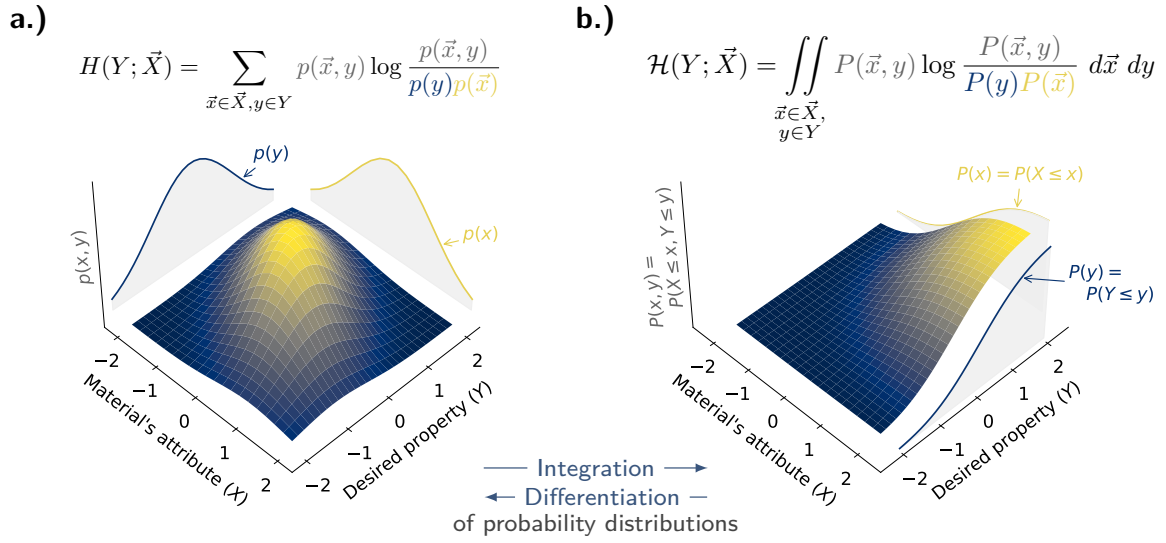 a.)
H(Y; X⃗) = ∑ p(x⃗, y) log p(x⃗, y) / p(y)p(x⃗)
x⃗∈X⃗, y∈Y
p(y)
p(x)
p(x, y)
−2 −1 0 1 2
Material's attribute (X)
−2 −1 0 1 2
Desired property (Y)
b.)
ℋ(Y; X⃗) = ∬ P(x⃗, y) log P(x⃗, y) / P(y)P(x⃗) dx⃗ dy
x⃗∈X⃗,
y∈Y
P(x) = P(X ≤ x)
P(y) =
P(Y ≤ y)
P(x, y) =
P(X ≤ x, Y ≤ y)
−2 −1 0 1 2
Material's attribute (X)
−2 −1 0 1 2
Desired property (Y)
Integration
Differentiation
of probability distributions